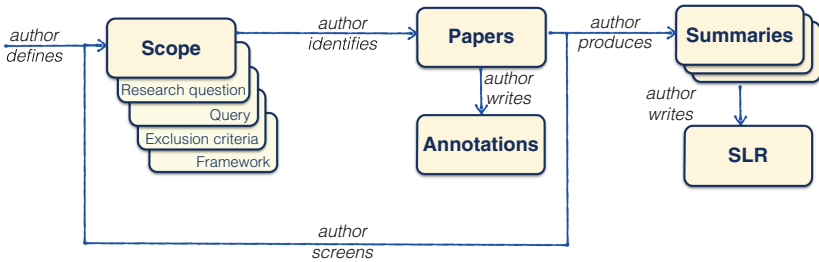 author
defines
Scope
Research question
Query
Exclusion criteria
Framework
author
identifies
Papers
author
writes
Annotations
author
produces
Summaries
author
writes
SLR
author
screens